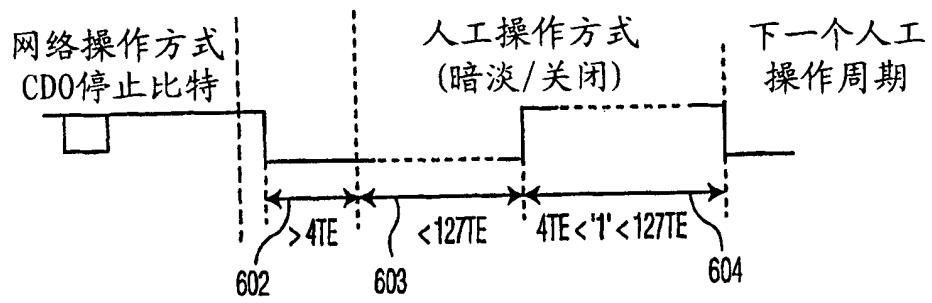 网络操作方式
CDO停止比特
人工操作方式
(暗淡/关闭)
下一个人工
操作周期
>4TE
<127TE
4TE<'1'<127TE
602
603
604